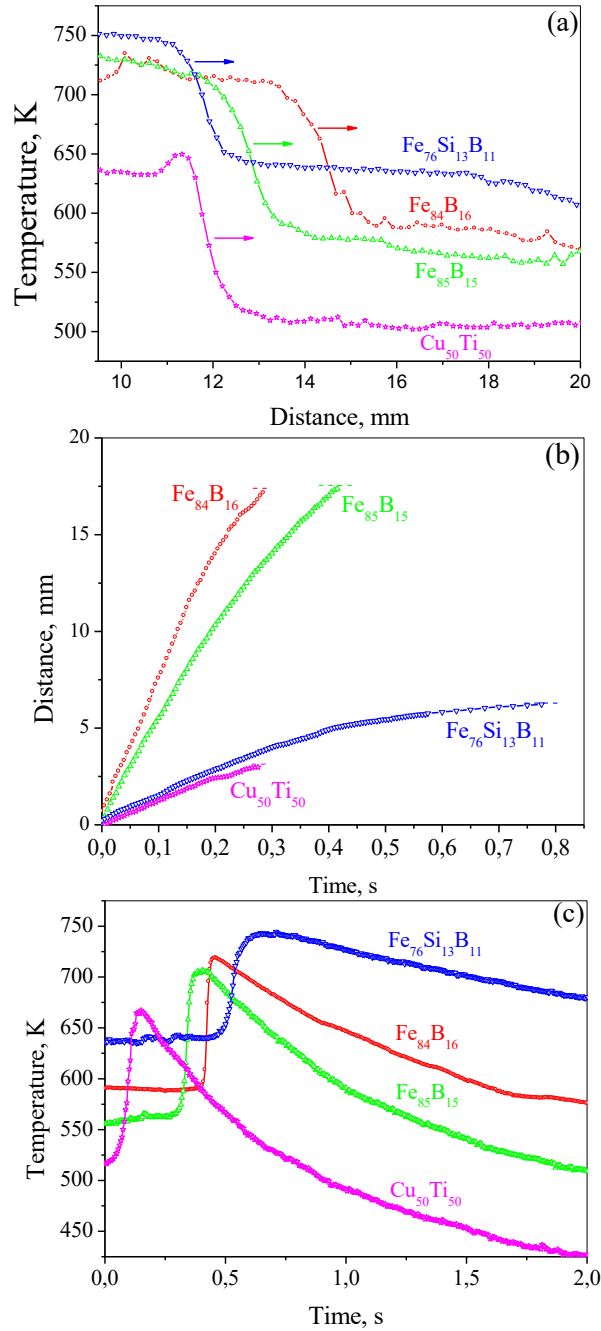 (a)
750
700
650
600
550
500
Temperature, K
Fe₇₆Si₁₃B₁₁
Fe₈₄B₁₆
Fe₈₅B₁₅
Cu₅₀Ti₅₀
10 12 14 16 18 20
Distance, mm
(b)
20
15
10
5
0
Distance, mm
Fe₈₄B₁₆
Fe₈₅B₁₅
Fe₇₆Si₁₃B₁₁
Cu₅₀Ti₅₀
0,0 0,1 0,2 0,3 0,4 0,5 0,6 0,7 0,8
Time, s
(c)
750
700
650
600
550
500
450
Temperature, K
Fe₇₆Si₁₃B₁₁
Fe₈₄B₁₆
Fe₈₅B₁₅
Cu₅₀Ti₅₀
0,0 0,5 1,0 1,5 2,0
Time, s